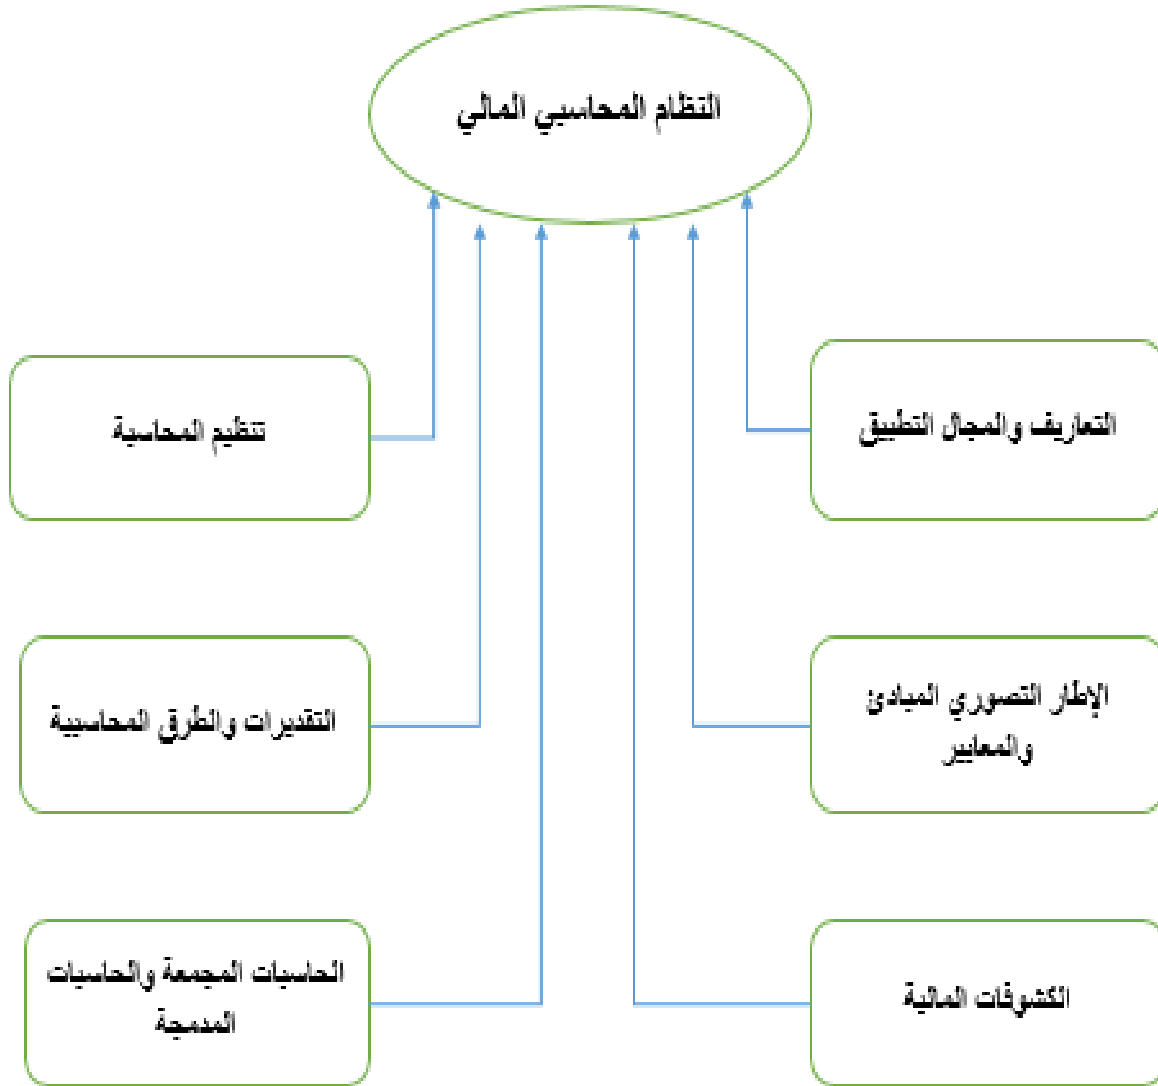 النظام المحاسبي المالي
التعاريف والمجال التطبيق
تنظيم المحاسبة
الإطار التصوري المبادئ
والمعايير
التقديرات والطرق المحاسبية
الكشوفات المالية
الحاسبات المجمعة والحاسبات
المدمجة